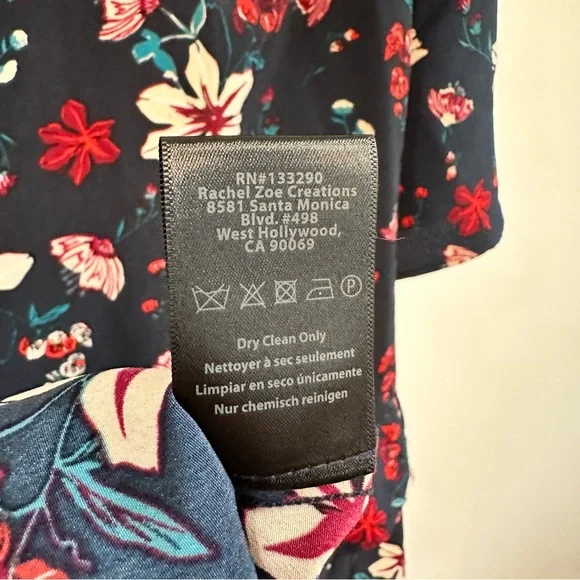 RN#133290
Rachel Zoe Creations
8581 Santa Monica
Blvd. #498
West Hollywood,
CA 90069
P
Dry Clean Only
Nettoyer à sec seulement
Limpiar en seco únicamente
Nur chemisch reinigen